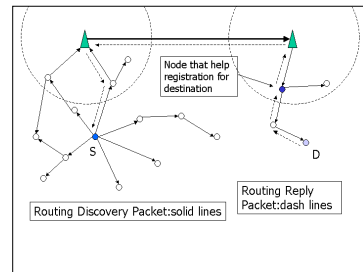 Node that help
registration for
destination
S
D
Routing Discovery Packet:solid lines
Routing Reply
Packet:dash lines